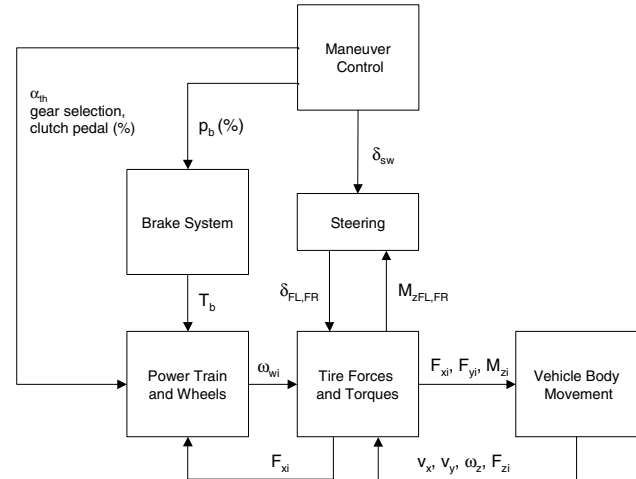 Maneuver
Control
α_th
gear selection,
clutch pedal (%)
p_b (%)
δ_sw
Brake System
Steering
T_b
δ_FL,FR
M_zFL,FR
Power Train
and Wheels
ω_wi
Tire Forces
and Torques
F_xi, F_yi, M_zi
Vehicle Body
Movement
F_xi
v_x, v_y, ω_z, F_zi